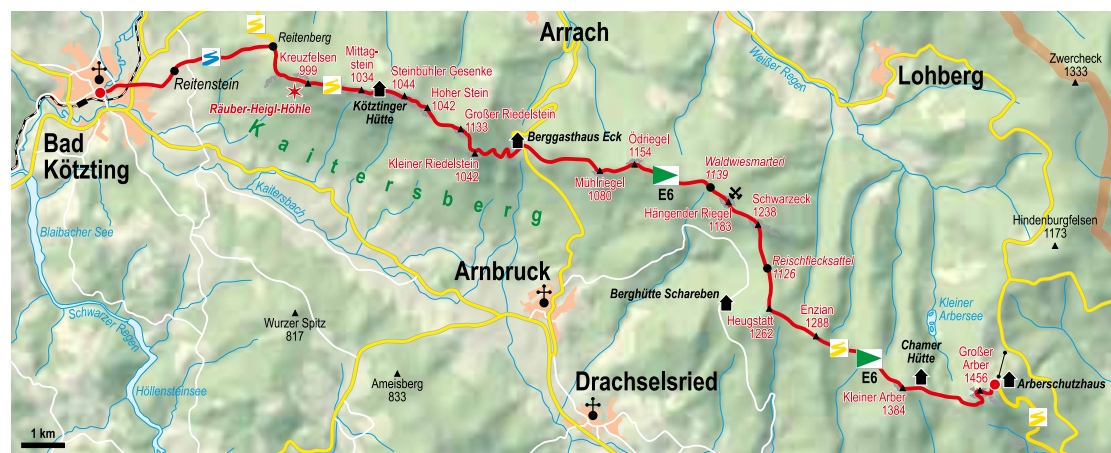 Arrach
Reitenberg
Kreuzfelsen
999
Mittag-
stein
1034
Steinbühler Gesenke
1044
Hoher Stein
1042
Großer Riedelstein
1133
Reitenstein
Räuber-Heigl-Höhle
Kötztinger
Hütte
Bad
Kötzting
Kaitersberg
Kleiner Riedelstein
1042
Berggasthaus Eck
Mühlriegel
1080
Ödriegel
1154
E6
Waldwiesmarterl
1139
Weißer Regen
Lohberg
Zwercheck
1333
Hängender Riegel
1183
Schwarzeck
1238
Hindenburgfelsen
1173
Kaitersbach
Blaibacher See
Arnbruck
Reischflecksattel
1126
Berghütte Schareben
Heugstatt
1262
Enzian
1288
Kleiner
Arbersee
Schwarzer Regen
Wurzer Spitz
817
Höllensteinsee
Ameisberg
833
Drachselsried
E6
Chamer
Hütte
Kleiner Arber
1384
Großer
Arber
1456
Arberschutzhaus
1 km